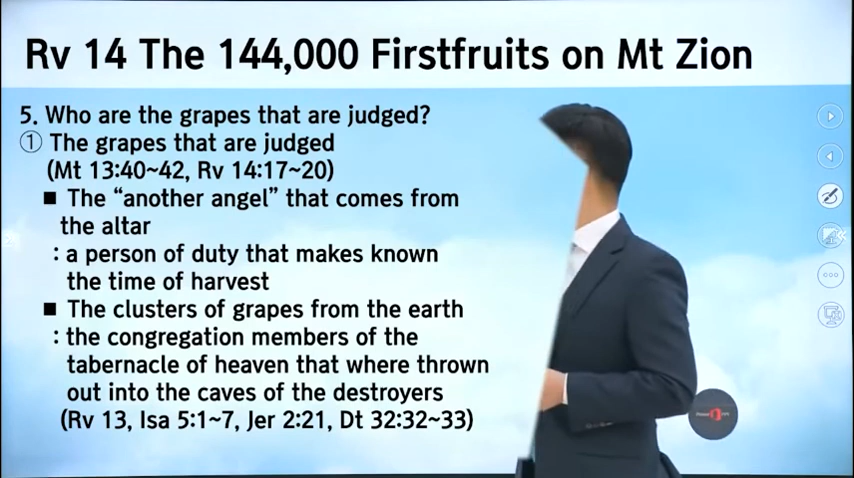 Rv 14 The 144,000 Firstfruits on Mt Zion
5. Who are the grapes that are judged?
① The grapes that are judged
(Mt 13:40~42, Rv 14:17~20)
■ The “another angel” that comes from
the altar
: a person of duty that makes known
the time of harvest
■ The clusters of grapes from the earth
: the congregation members of the
tabernacle of heaven that where thrown
out into the caves of the destroyers
(Rv 13, Isa 5:1~7, Jer 2:21, Dt 32:32~33)